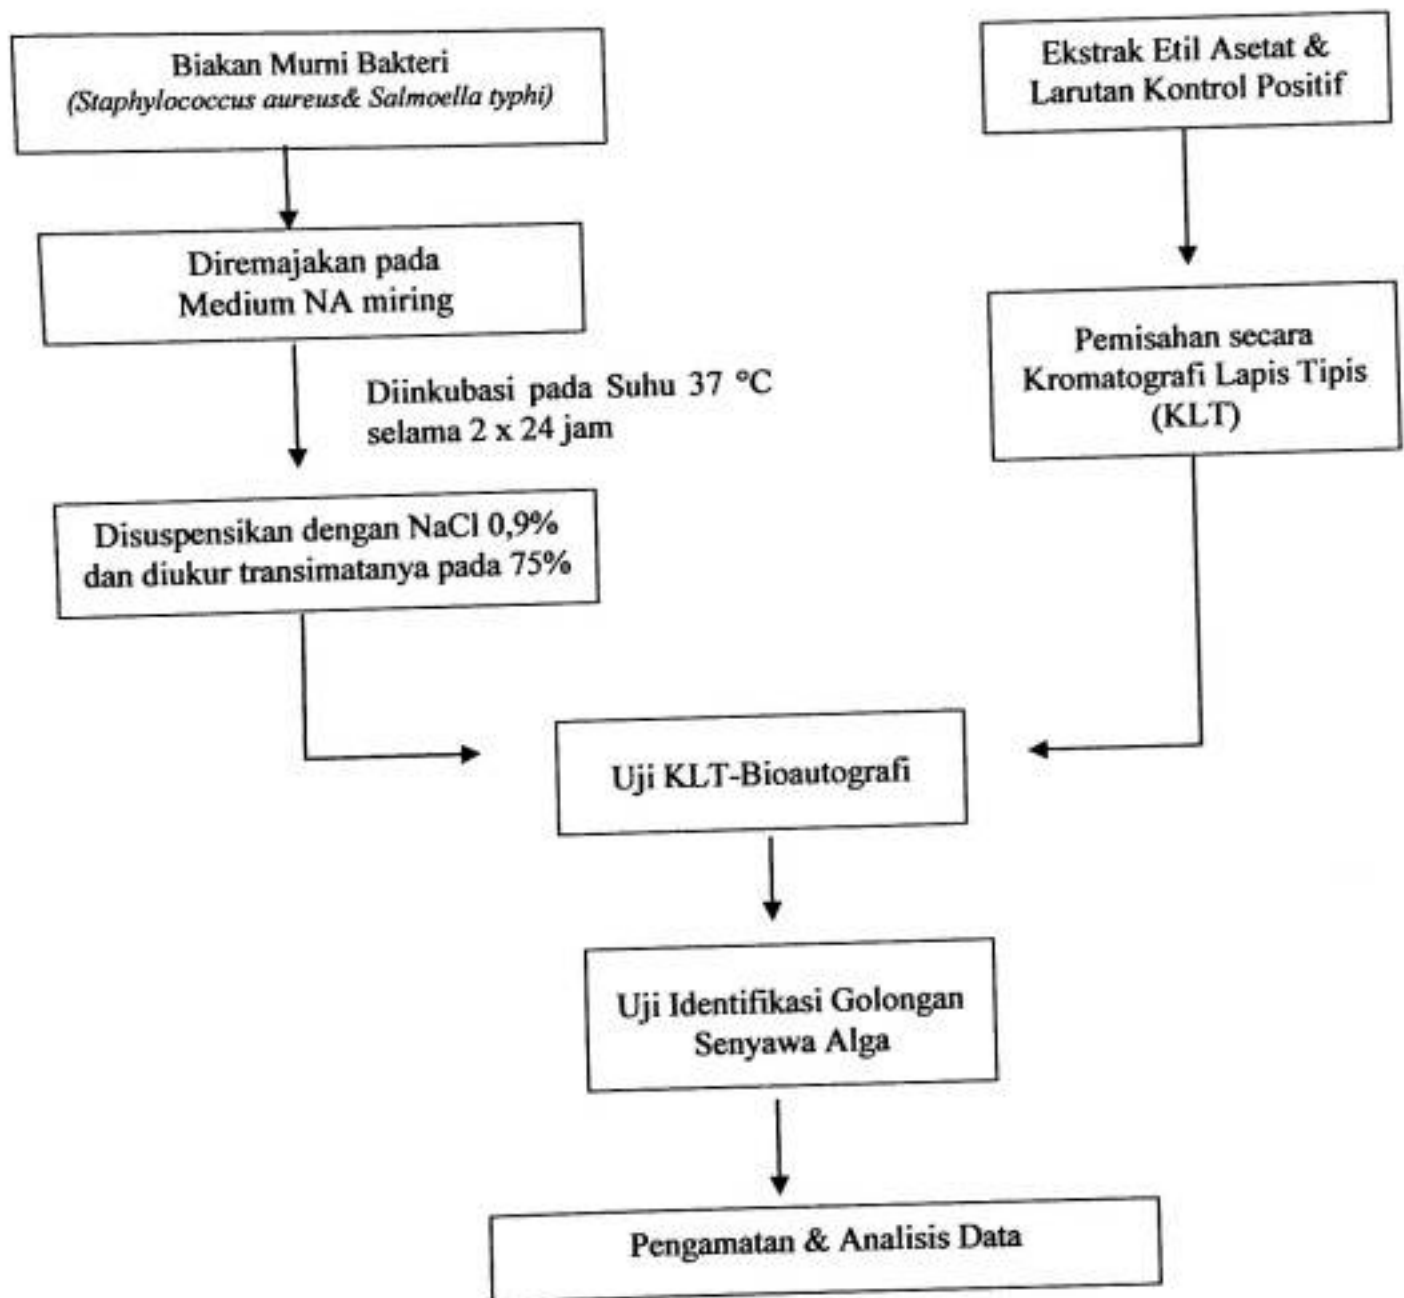 Biakan Murni Bakteri
(Staphylococcus aureus& Salmoella typhi)
Diremajakan pada
Medium NA miring
Diinkubasi pada Suhu 37 °C
selama 2 x 24 jam
Disuspensikan dengan NaCl 0,9%
dan diukur transimatanya pada 75%
Ekstrak Etil Asetat &
Larutan Kontrol Positif
Pemisahan secara
Kromatografi Lapis Tipis
(KLT)
Uji KLT-Bioautografi
Uji Identifikasi Golongan
Senyawa Alga
Pengamatan & Analisis Data